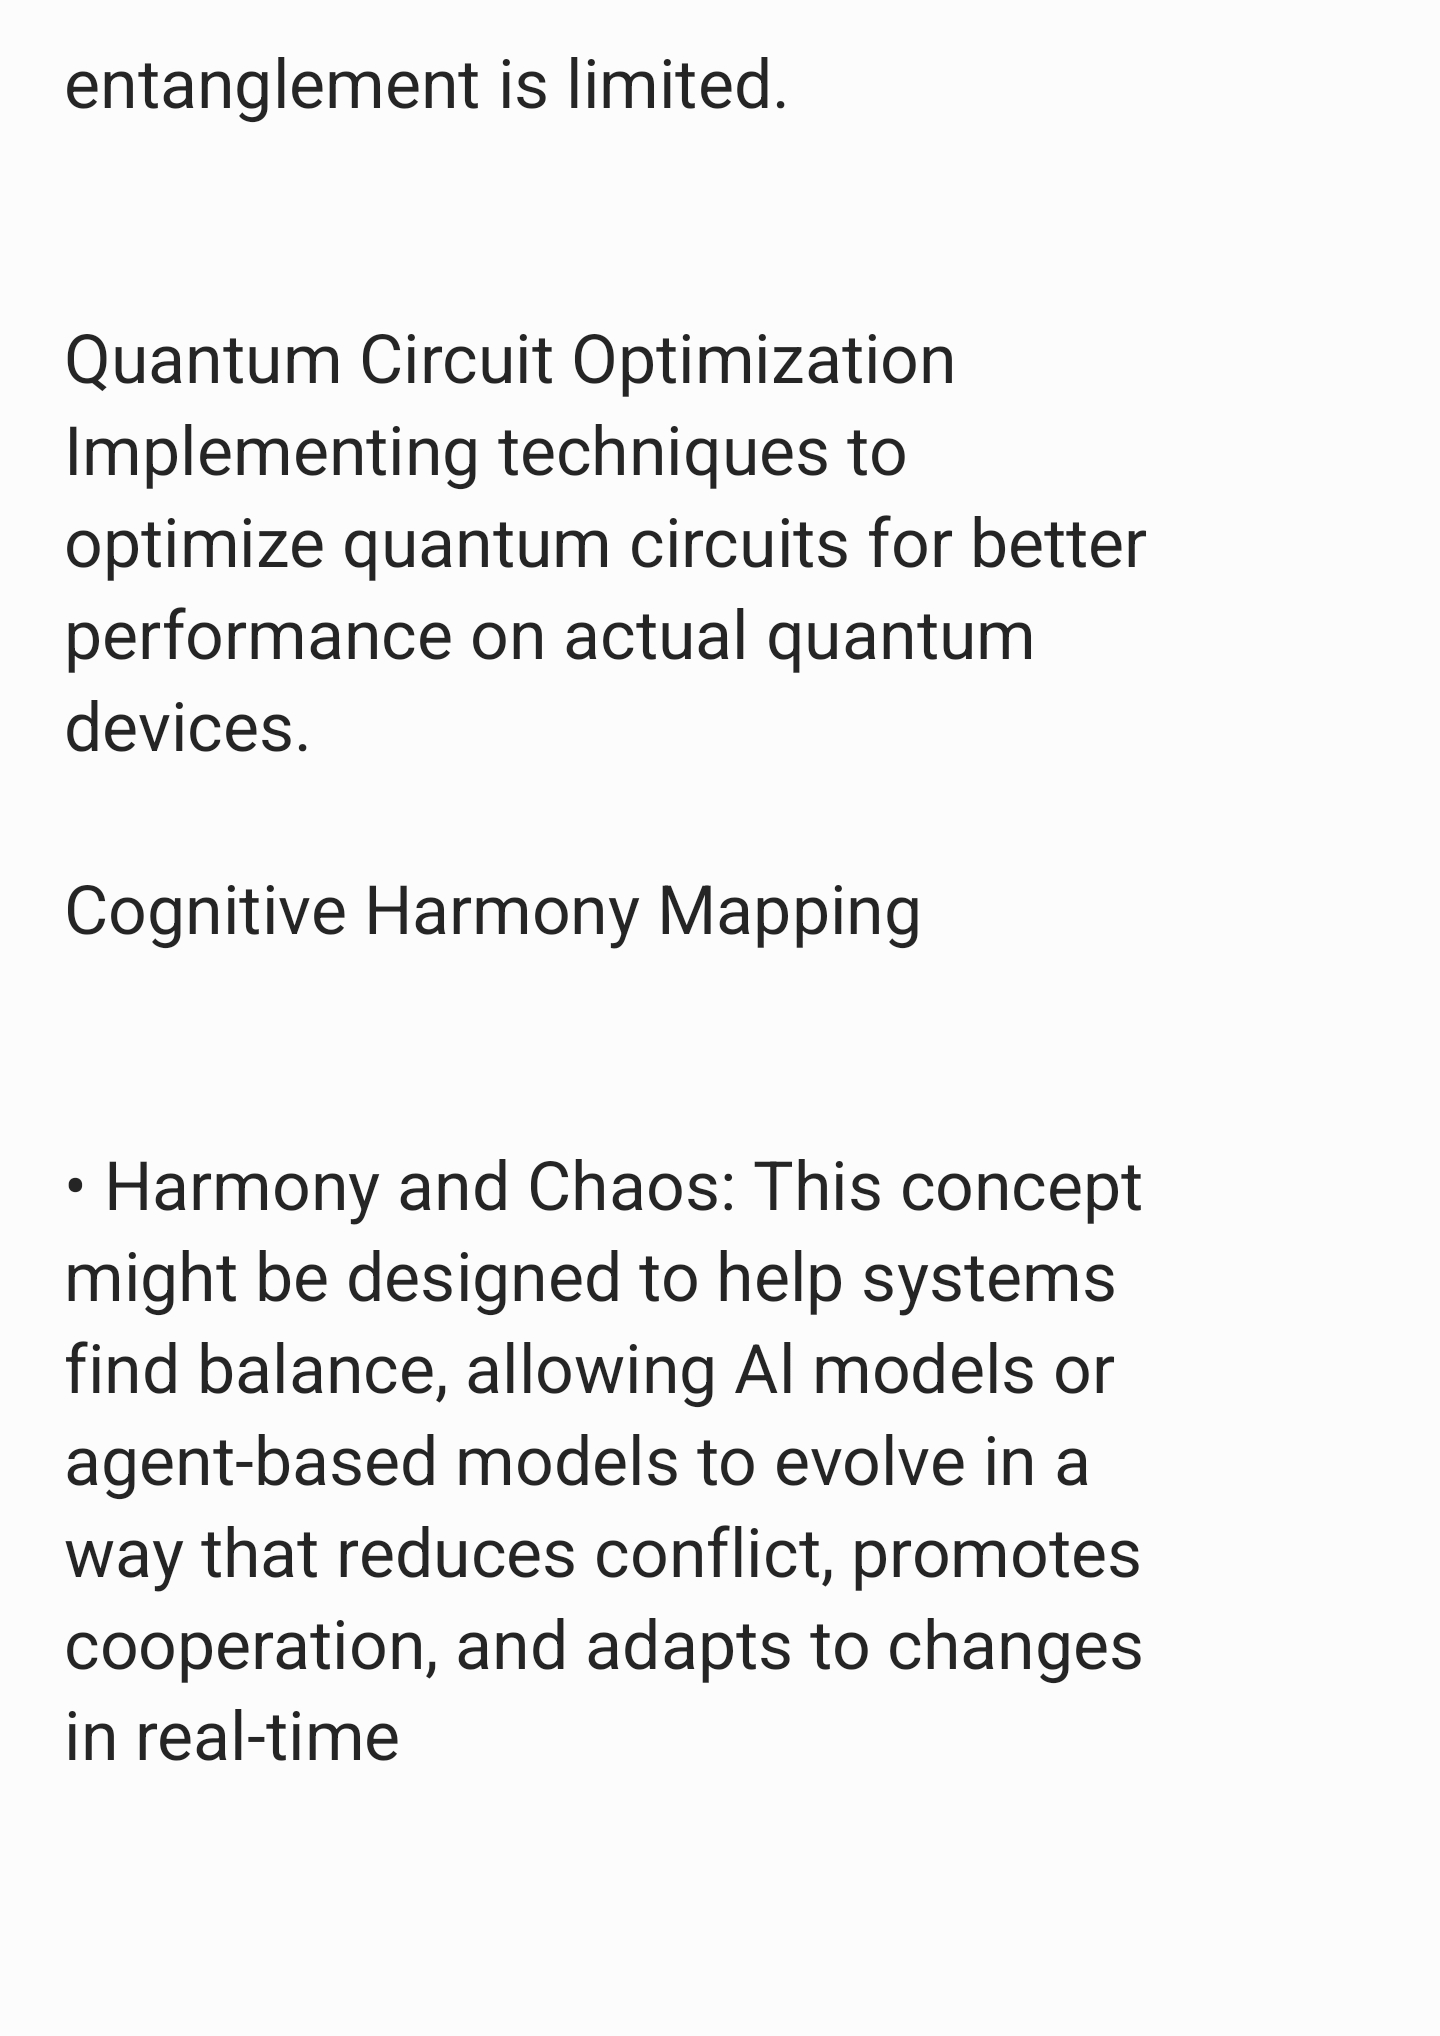 entanglement is limited.
Quantum Circuit Optimization
Implementing techniques to
optimize quantum circuits for better
performance on actual quantum
devices.
Cognitive Harmony Mapping
• Harmony and Chaos: This concept
might be designed to help systems
find balance, allowing Al models or
agent-based models to evolve in a
way that reduces conflict, promotes
cooperation, and adapts to changes
in real-time